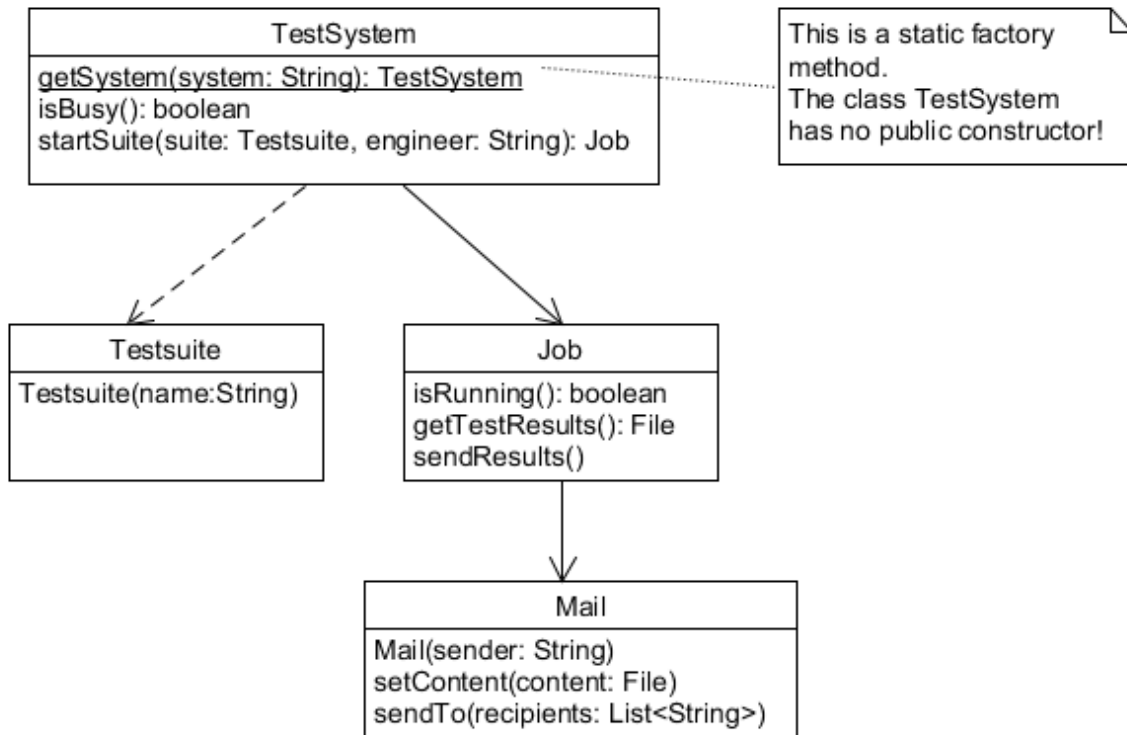 TestSystem
getSystem(system: String): TestSystem
isBusy(): boolean
startSuite(suite: Testsuite, engineer: String): Job
This is a static factory
method.
The class TestSystem
has no public constructor!
Testsuite
Testsuite(name:String)
Job
isRunning(): boolean
getTestResults(): File
sendResults()
Mail
Mail(sender: String)
setContent(content: File)
sendTo(recipients: List<String>)